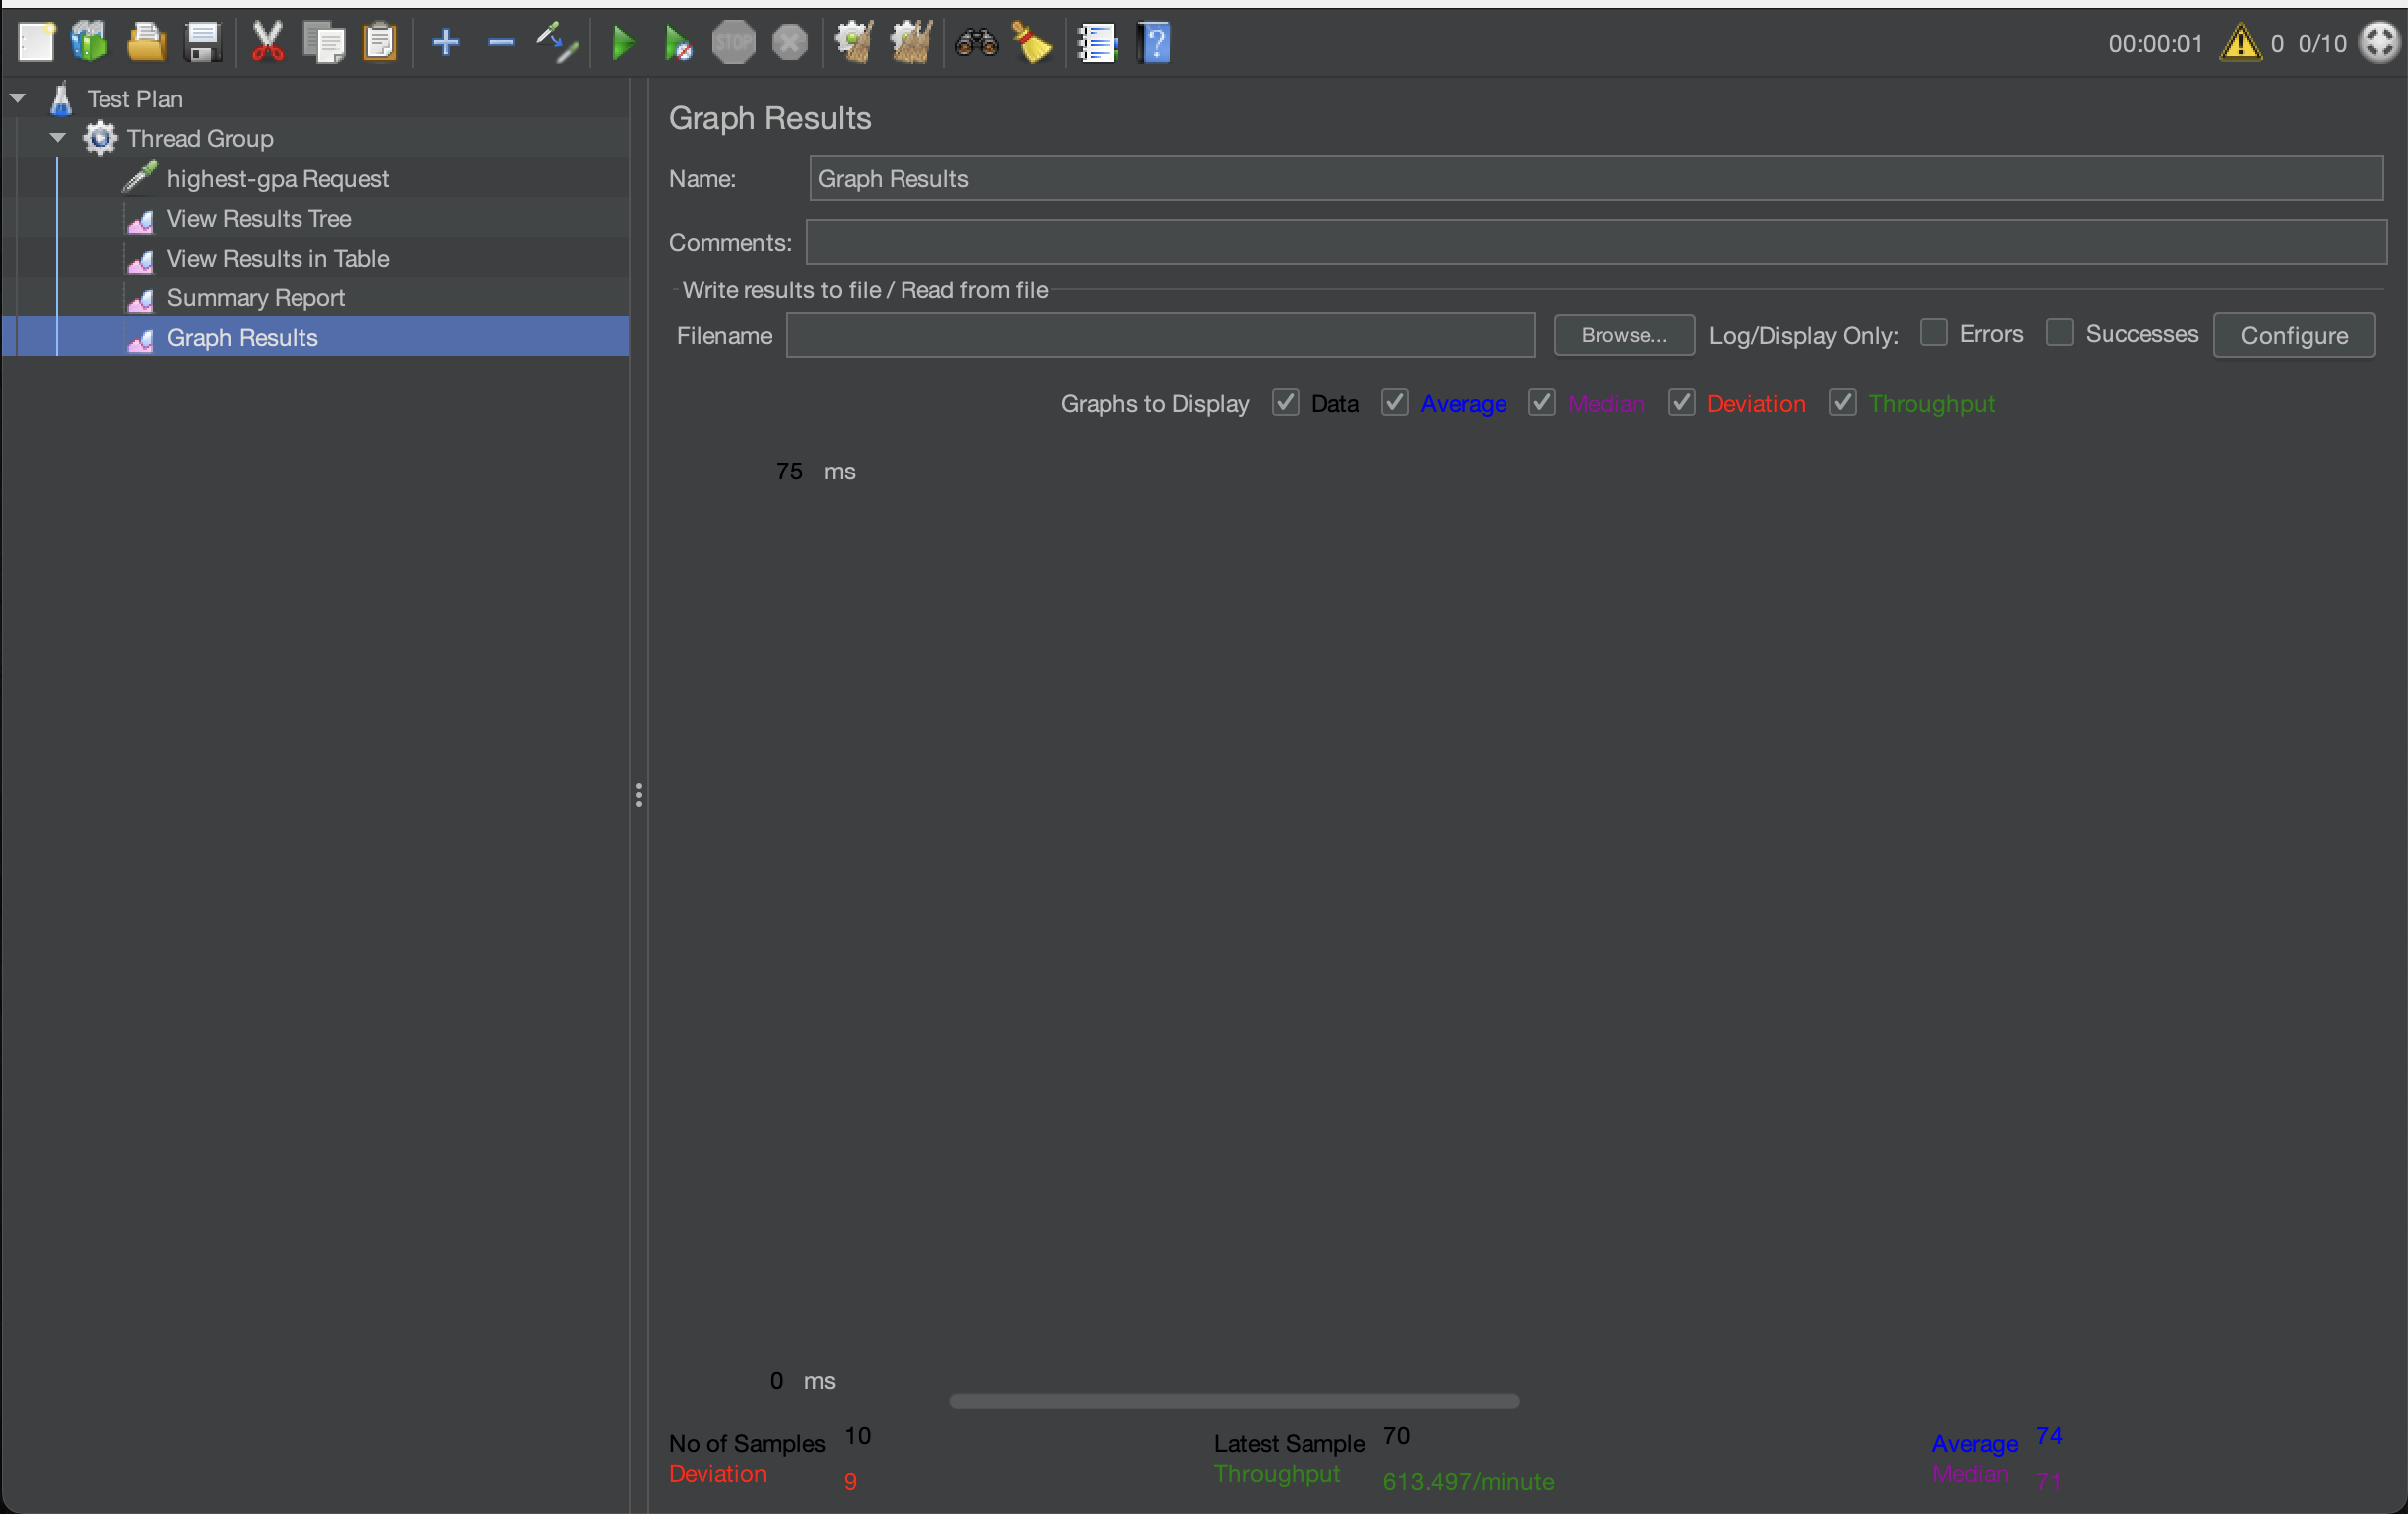 STOP
00:00:01 0 0/10
Test Plan
Thread Group
highest-gpa Request
View Results Tree
View Results in Table
Summary Report
Graph Results
Graph Results
Name: Graph Results
Comments:
Write results to file / Read from file
Filename Browse... Log/Display Only: Errors Successes Configure
Graphs to Display Data Average Median Deviation Throughput
75 ms
0 ms
No of Samples 10 Latest Sample 70 Average 74
Deviation 9 Throughput 613.497/minute Median 71